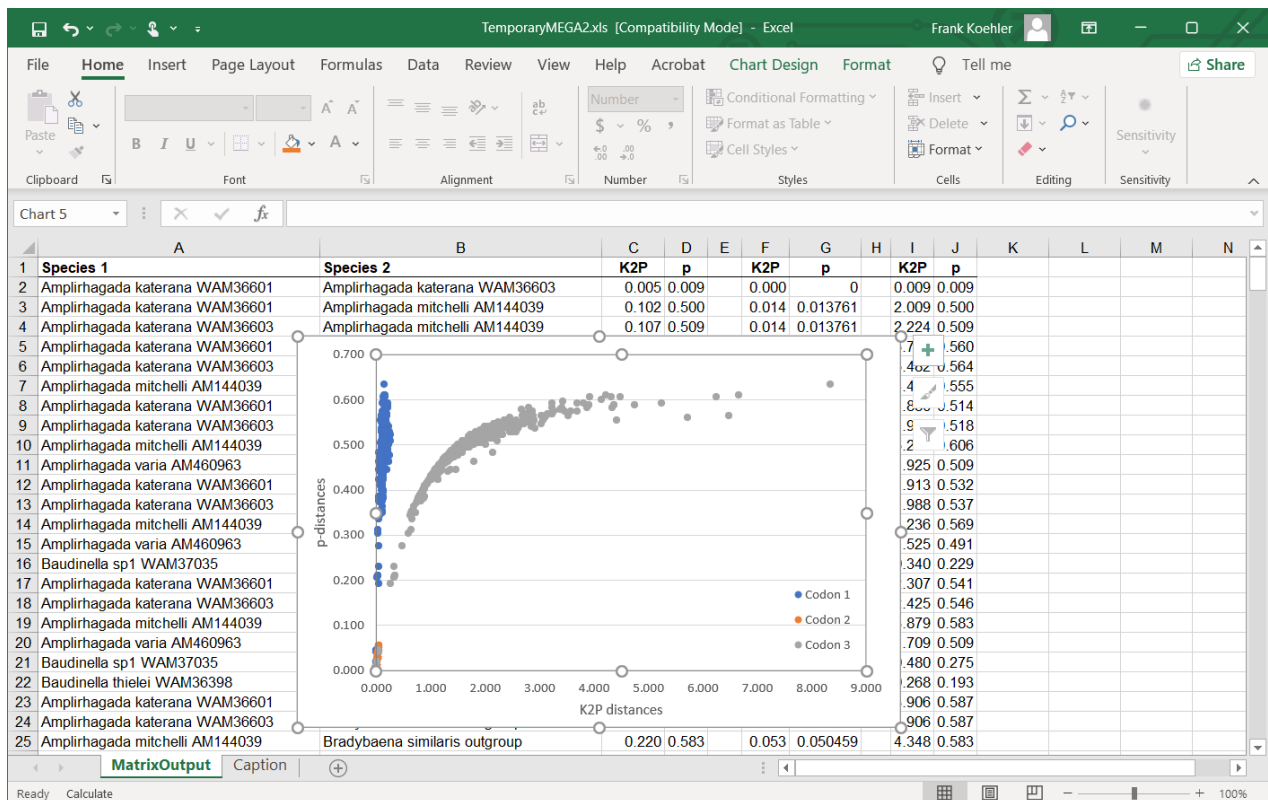 TemporaryMEGA2.xls [Compatibility Mode] - Excel Frank Koehler
File Home Insert Page Layout Formulas Data Review View Help Acrobat Chart Design Format Tell me Share
Paste Number Conditional Formatting Insert
B I U A $ % Format as Table Delete Sensitivity
Cell Styles Format
Clipboard Font Alignment Number Styles Cells Editing Sensitivity
Chart 5 fx
A B C D E F G H I J K L M N
1 Species 1 Species 2 K2P p K2P p K2P p
2 Amplirhagada katerana WAM36601 Amplirhagada katerana WAM36603 0.005 0.009 0.000 0 0.009 0.009
3 Amplirhagada katerana WAM36601 Amplirhagada mitchelli AM144039 0.102 0.500 0.014 0.013761 2.009 0.500
4 Amplirhagada katerana WAM36603 Amplirhagada mitchelli AM144039 0.107 0.509 0.014 0.013761 2.224 0.509
5 Amplirhagada katerana WAM36601 .560
6 Amplirhagada katerana WAM36603 0.564
7 Amplirhagada mitchelli AM144039 .555
8 Amplirhagada katerana WAM36601 .514
9 Amplirhagada katerana WAM36603 .518
10 Amplirhagada mitchelli AM144039 .606
11 Amplirhagada varia AM460963 .925 0.509
12 Amplirhagada katerana WAM36601 .913 0.532
13 Amplirhagada katerana WAM36603 .988 0.537
14 Amplirhagada mitchelli AM144039 .236 0.569
15 Amplirhagada varia AM460963 .525 0.491
16 Baudinella sp1 WAM37035 .340 0.229
17 Amplirhagada katerana WAM36601 .307 0.541
18 Amplirhagada katerana WAM36603 .425 0.546
19 Amplirhagada mitchelli AM144039 .879 0.583
20 Amplirhagada varia AM460963 .709 0.509
21 Baudinella sp1 WAM37035 .480 0.275
22 Baudinella thielei WAM36398 .268 0.193
23 Amplirhagada katerana WAM36601 .906 0.587
24 Amplirhagada katerana WAM36603 .906 0.587
25 Amplirhagada mitchelli AM144039 Bradybaena similaris outgroup 0.220 0.583 0.053 0.050459 4.348 0.583
0.700
0.600
0.500
0.400
0.300
0.200
0.100
0.000
p-distances
Codon 1
Codon 2
Codon 3
0.000 1.000 2.000 3.000 4.000 5.000 6.000 7.000 8.000 9.000
K2P distances
MatrixOutput Caption
Ready Calculate 100%